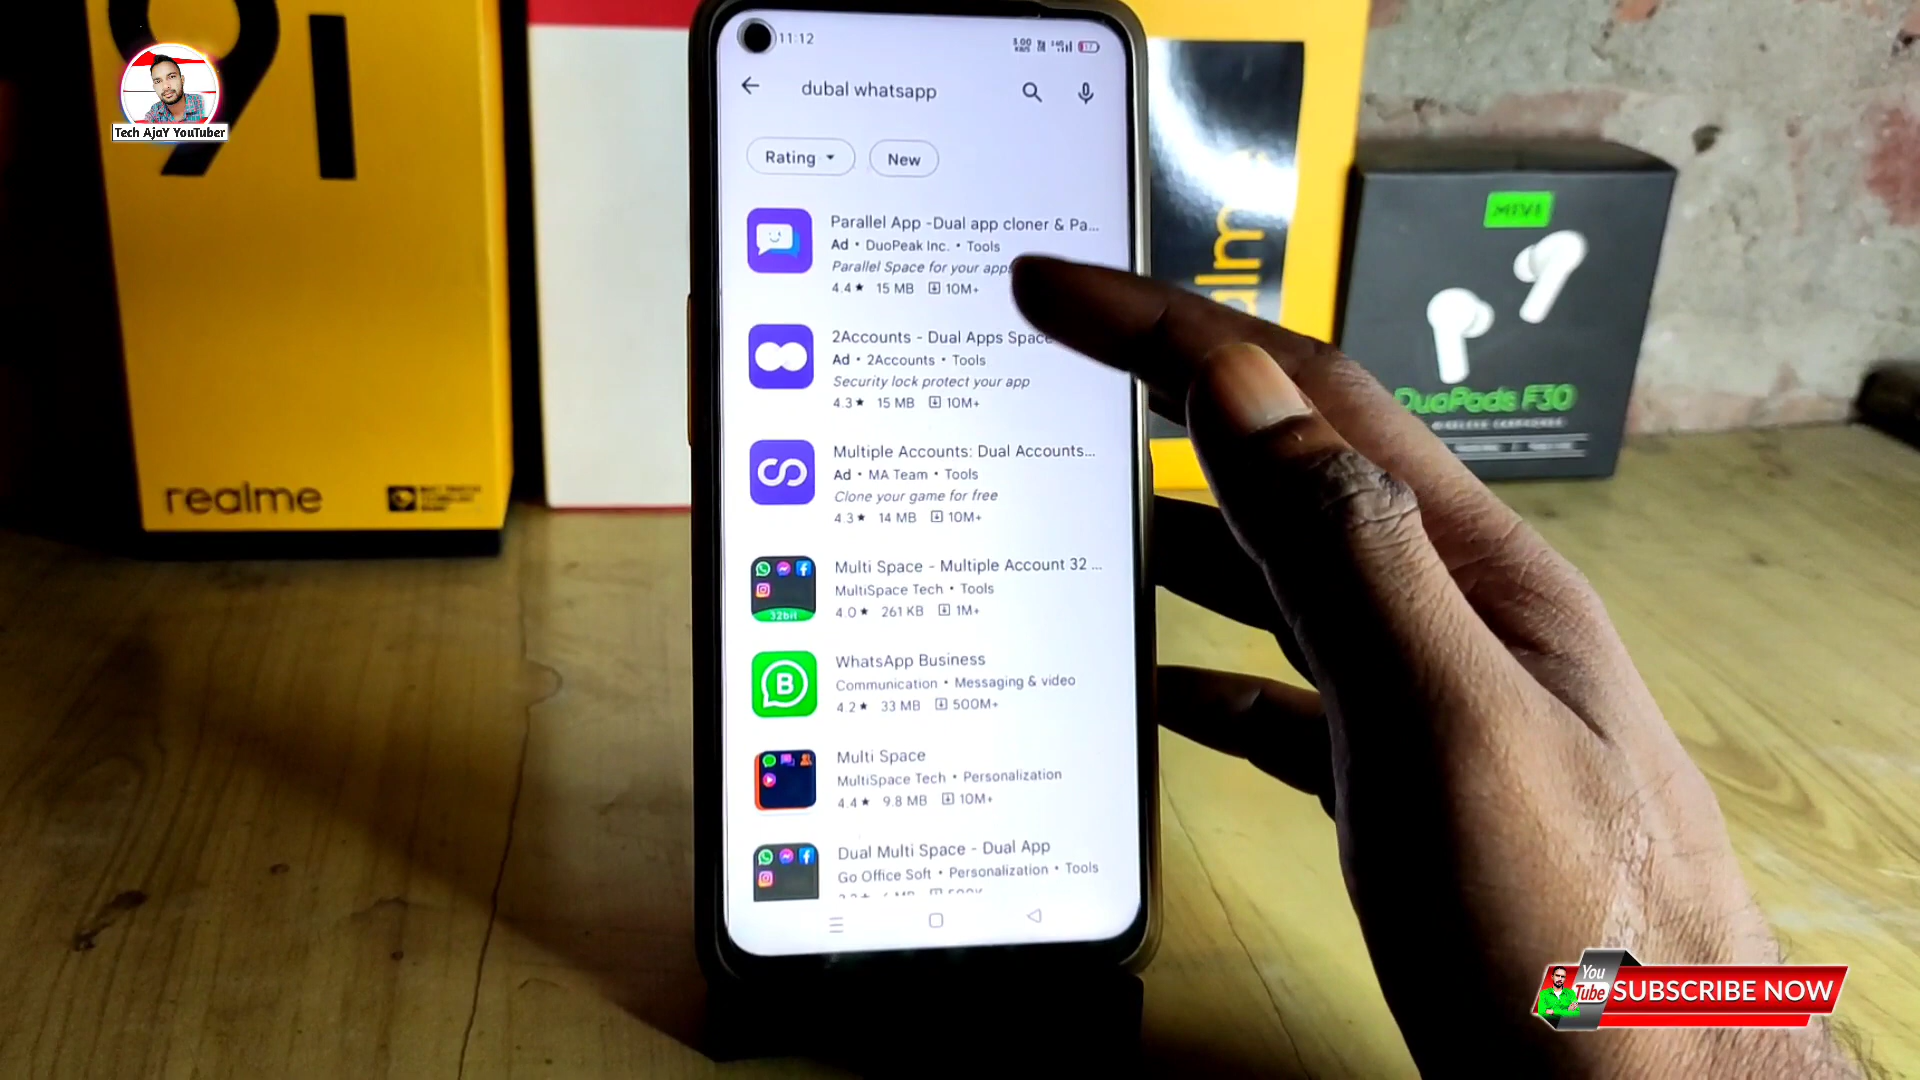 9i
Tech AjaY YouTuber
realme
11:12
dubal whatsapp
Rating
New
Parallel App -Dual app cloner & Pa...
Ad • DuoPeak Inc. • Tools
Parallel Space for your apps
4.4★ 15 MB 10M+
2Accounts - Dual Apps Space
Ad • 2Accounts • Tools
Security lock protect your app
4.3★ 15 MB 10M+
Multiple Accounts: Dual Accounts...
Ad • MA Team • Tools
Clone your game for free
4.3★ 14 MB 10M+
Multi Space - Multiple Account 32 ...
MultiSpace Tech • Tools
4.0★ 261 KB 1M+
32bit
WhatsApp Business
Communication • Messaging & video
4.2★ 33 MB 500M+
B
Multi Space
MultiSpace Tech • Personalization
4.4★ 9.8 MB 10M+
Dual Multi Space - Dual App
Go Office Soft • Personalization • Tools
alme
MIVI
DuoPods F30
WIRELESS EARPHONES
You
Tube
SUBSCRIBE NOW